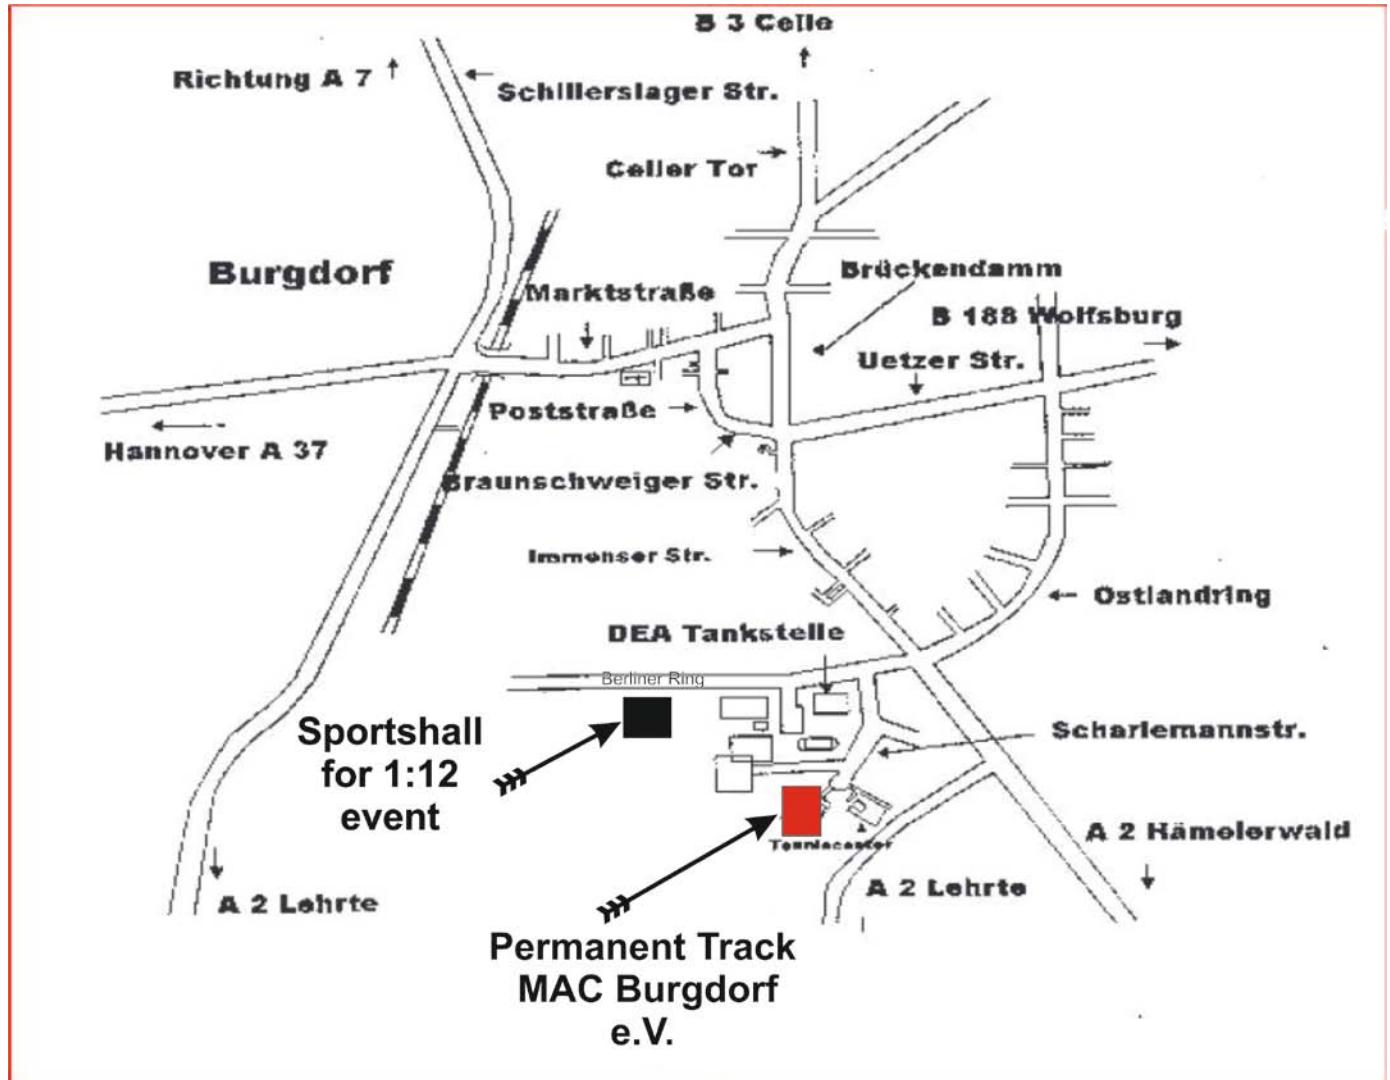 B 3 Celle
Richtung A 7
Schillerslager Str.
Celler Tor
Burgdorf
Brückendamm
Marktstraße
B 188 Wolfsburg
Uetzer Str.
Poststraße
Hannover A 37
Braunschweiger Str.
Immenser Str.
Ostlandring
DEA Tankstelle
Berliner Ring
Sportshall
for 1:12
event
Scharlemannstr.
A 2 Hämelerwald
Tenniscenter
A 2 Lehrte
A 2 Lehrte
Permanent Track
MAC Burgdorf
e.V.